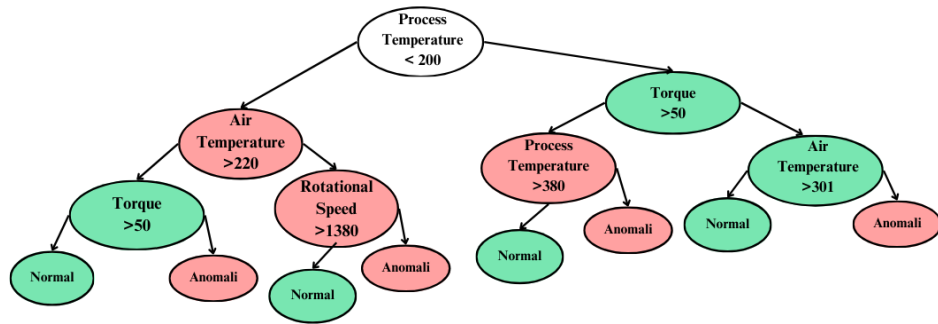 Process
Temperature
< 200
Torque
>50
Air
Temperature
>220
Process
Temperature
>380
Air
Temperature
>301
Torque
>50
Rotational
Speed
>1380
Normal
Anomali
Normal
Anomali
Normal
Anomali
Normal
Anomali